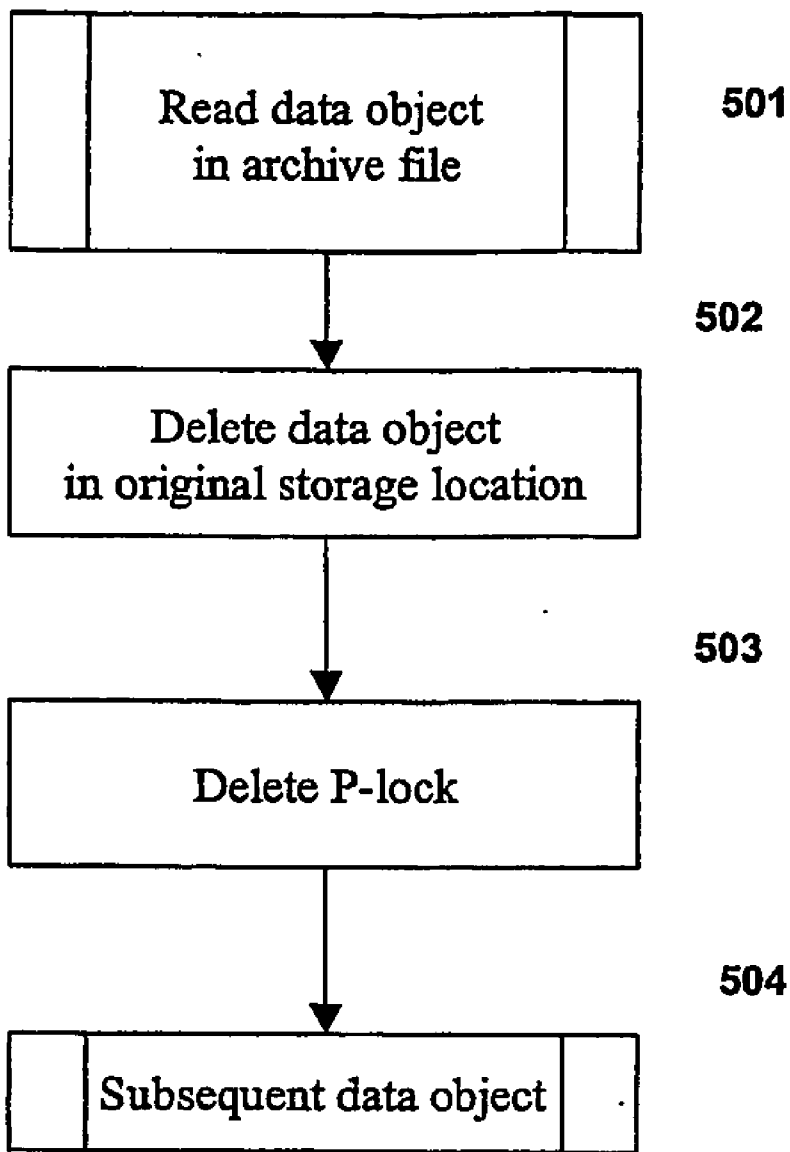 Read data object
in archive file
501
502
Delete data object
in original storage location
503
Delete P-lock
504
Subsequent data object